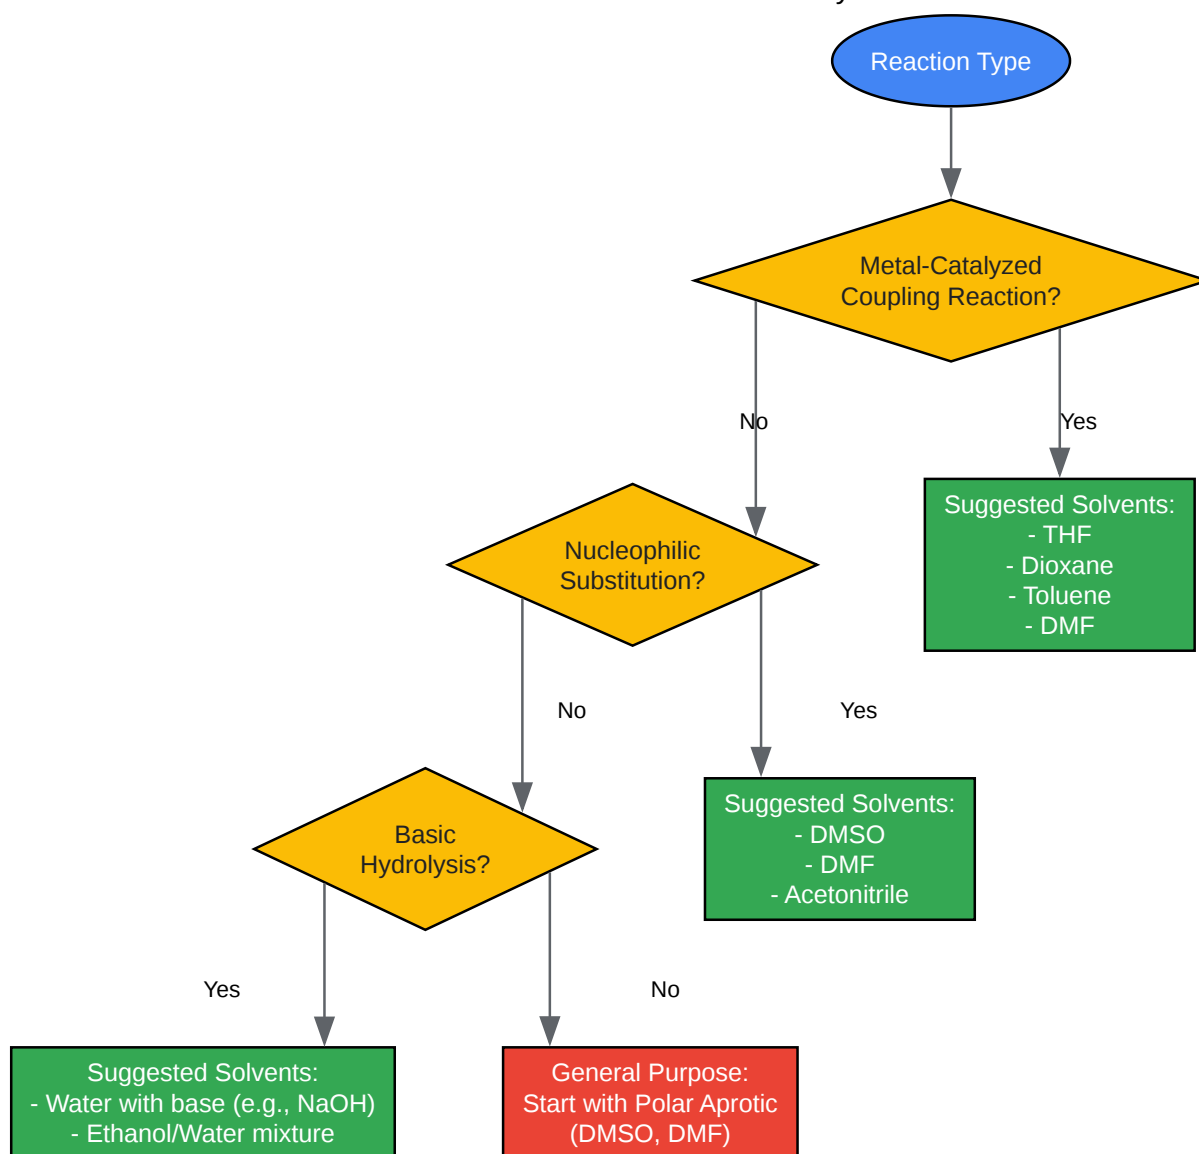 Reaction Type
Metal-Catalyzed
Coupling Reaction?
No
Yes
Suggested Solvents:
- THF
- Dioxane
- Toluene
- DMF
Nucleophilic
Substitution?
No
Yes
Suggested Solvents:
- DMSO
- DMF
- Acetonitrile
Basic
Hydrolysis?
Yes
No
Suggested Solvents:
- Water with base (e.g., NaOH)
- Ethanol/Water mixture
General Purpose:
Start with Polar Aprotic
(DMSO, DMF)